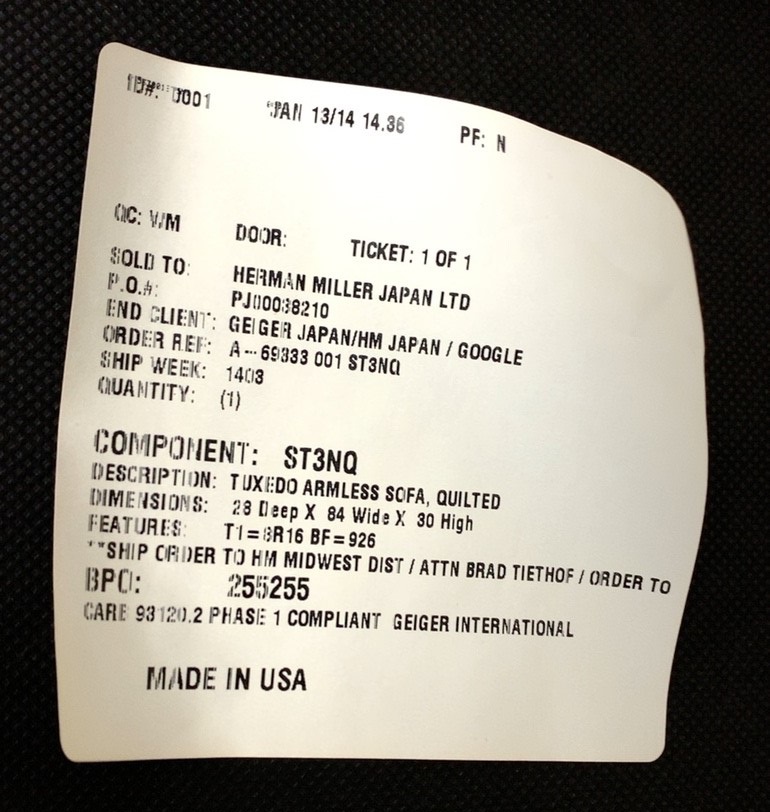 ID#: 0001 JAN 13/14 14.36 PF: N
QC: WM DOOR: TICKET: 1 OF 1
SOLD TO: HERMAN MILLER JAPAN LTD
P.O.#: PJ00038210
END CLIENT: GEIGER JAPAN/HM JAPAN / GOOGLE
ORDER REF: A--69333 001 ST3NQ
SHIP WEEK: 1403
QUANTITY: (1)
COMPONENT: ST3NQ
DESCRIPTION: TUXEDO ARMLESS SOFA, QUILTED
DIMENSIONS: 28 Deep X 84 Wide X 30 High
FEATURES: T1=8R16 BF=926
**SHIP ORDER TO HM MIDWEST DIST / ATTN BRAD TIETHOF / ORDER TO
BPO: 255255
CARE 93120.2 PHASE 1 COMPLIANT GEIGER INTERNATIONAL
MADE IN USA